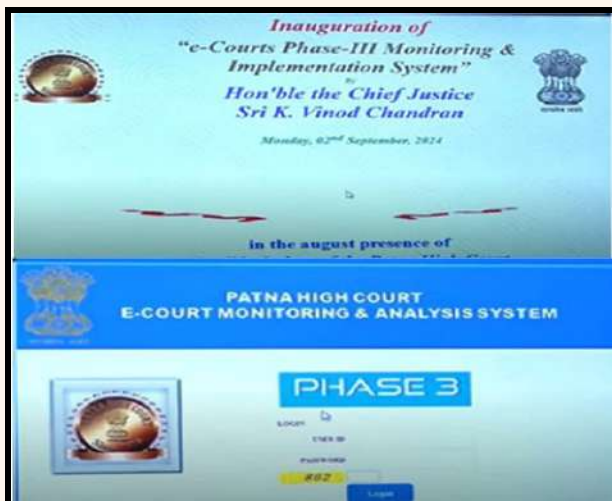 Inauguration of
"e-Courts Phase-III Monitoring &
Implementation System"
By
Hon'ble the Chief Justice
Sri K. Vinod Chandran
Monday, 02nd September, 2024
in the august presence of
PATNA HIGH COURT
E-COURT MONITORING & ANALYSIS SYSTEM
PHASE 3
LOGIN
USER ID
PASSWORD
862
Login